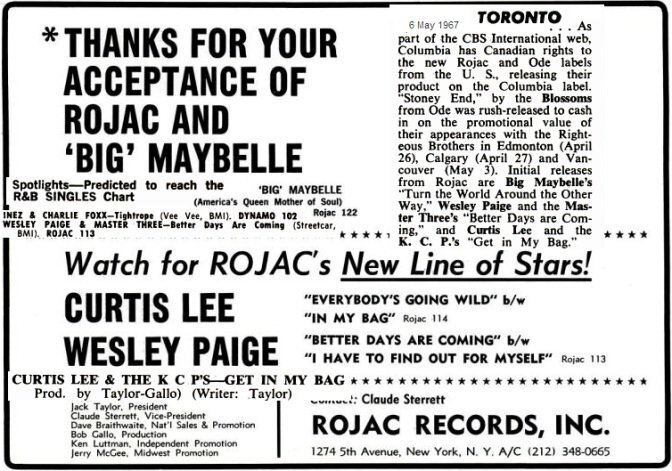 * THANKS FOR YOUR
ACCEPTANCE OF
ROJAC AND
'BIG' MAYBELLE
Spotlights—Predicted to reach the
R&B SINGLES Chart
'BIG' MAYBELLE
(America's Queen Mother of Soul)
Rojac 122
INEZ & CHARLIE FOXX—Tightrope (Vee Vee, BMI). DYNAMO 102
WESLEY PAIGE & MASTER THREE—Better Days Are Coming (Streetcar,
BMI). ROJAC 113
6 May 1967
TORONTO
. . . As
part of the CBS International web,
Columbia has Canadian rights to
the new Rojac and Ode labels
from the U. S., releasing their
product on the Columbia label.
"Stoney End," by the Blossoms
from Ode was rush-released to cash
in on the promotional value of
their appearances with the Right-
eous Brothers in Edmonton (April
26), Calgary (April 27) and Van-
couver (May 3). Initial releases
from Rojac are Big Maybelle's
"Turn the World Around the Other
Way," Wesley Paige and the Mas-
ter Three's "Better Days are Com-
ing," and Curtis Lee and the
K. C. P.'s "Get in My Bag."
Watch for ROJAC's New Line of Stars!
CURTIS LEE
"EVERYBODY'S GOING WILD" b/w
"IN MY BAG" Rojac 114
WESLEY PAIGE
"BETTER DAYS ARE COMING" b/w
"I HAVE TO FIND OUT FOR MYSELF" Rojac 113
CURTIS LEE & THE K C P'S—GET IN MY BAG
Prod. by Taylor-Gallo) (Writer: Taylor)
Jack Taylor, President
Claude Sterrett, Vice-President
Dave Braithwaite, Nat'l Sales & Promotion
Bob Gallo, Production
Ken Luttman, Independent Promotion
Jerry McGee, Midwest Promotion
Contact: Claude Sterrett
ROJAC RECORDS, INC.
1274 5th Avenue, New York, N. Y. A/C (212) 348-0665